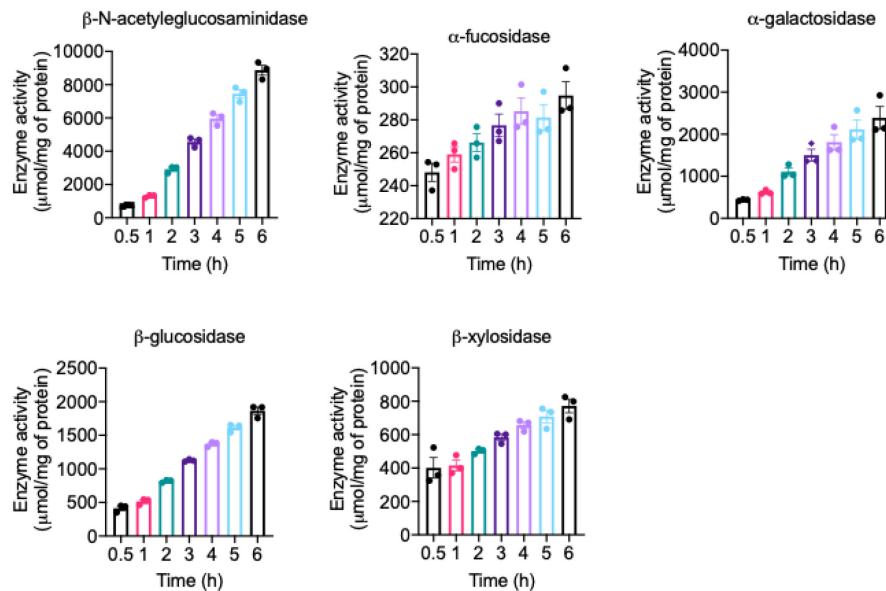 β-N-acetyleglucosaminidase
Enzyme activity
(μmol/mg of protein)
10000
8000
6000
4000
2000
0
0.5 1 2 3 4 5 6
Time (h)
α-fucosidase
Enzyme activity
(μmol/mg of protein)
320
300
280
260
240
220
0.5 1 2 3 4 5 6
Time (h)
α-galactosidase
Enzyme activity
(μmol/mg of protein)
4000
3000
2000
1000
0
0.5 1 2 3 4 5 6
Time (h)
β-glucosidase
Enzyme activity
(μmol/mg of protein)
2500
2000
1500
1000
500
0
0.5 1 2 3 4 5 6
Time (h)
β-xylosidase
Enzyme activity
(μmol/mg of protein)
1000
800
600
400
200
0
0.5 1 2 3 4 5 6
Time (h)